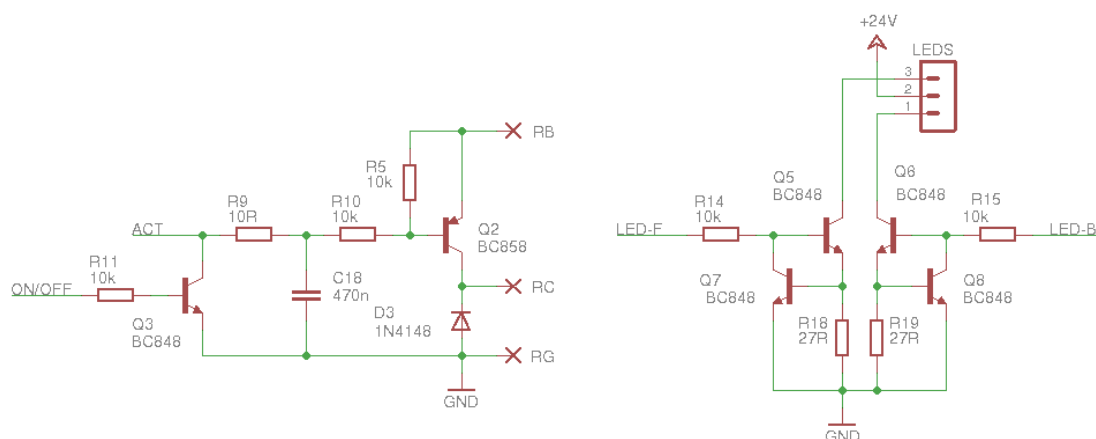 +24V
LEDS
3
2
1
RB
R5
10k
R9
10R
R10
10k
ACT
Q2
BC858
R11
10k
ON/OFF
Q3
BC848
C18
470n
RC
D3
1N4148
RG
GND
Q5
BC848
Q6
BC848
R14
10k
R15
10k
LED-F
LED-B
Q7
BC848
Q8
BC848
R18
27R
R19
27R
GND